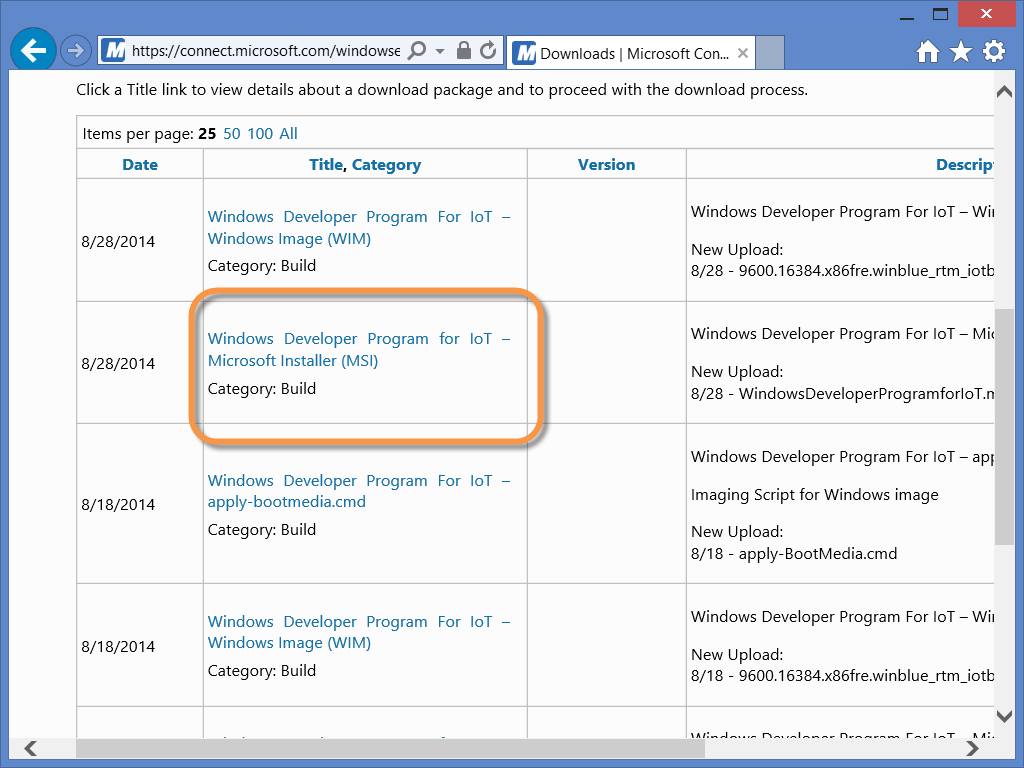 https://connect.microsoft.com/windowse
Downloads | Microsoft Con...
Click a Title link to view details about a download package and to proceed with the download process.
Items per page: 25 50 100 All
Date
Title, Category
Version
Descript
8/28/2014
Windows Developer Program For IoT –
Windows Image (WIM)
Category: Build
Windows Developer Program For IoT – Win
New Upload:
8/28 - 9600.16384.x86fre.winblue_rtm_iotb
8/28/2014
Windows Developer Program for IoT –
Microsoft Installer (MSI)
Category: Build
Windows Developer Program For IoT – Mic
New Upload:
8/28 - WindowsDeveloperProgramforIoT.m
8/18/2014
Windows Developer Program For IoT –
apply-bootmedia.cmd
Category: Build
Windows Developer Program For IoT – app
Imaging Script for Windows image
New Upload:
8/18 - apply-BootMedia.cmd
8/18/2014
Windows Developer Program For IoT –
Windows Image (WIM)
Category: Build
Windows Developer Program For IoT – Win
New Upload:
8/18 - 9600.16384.x86fre.winblue_rtm_iotb
Windows Developer Program For IoT – Mi